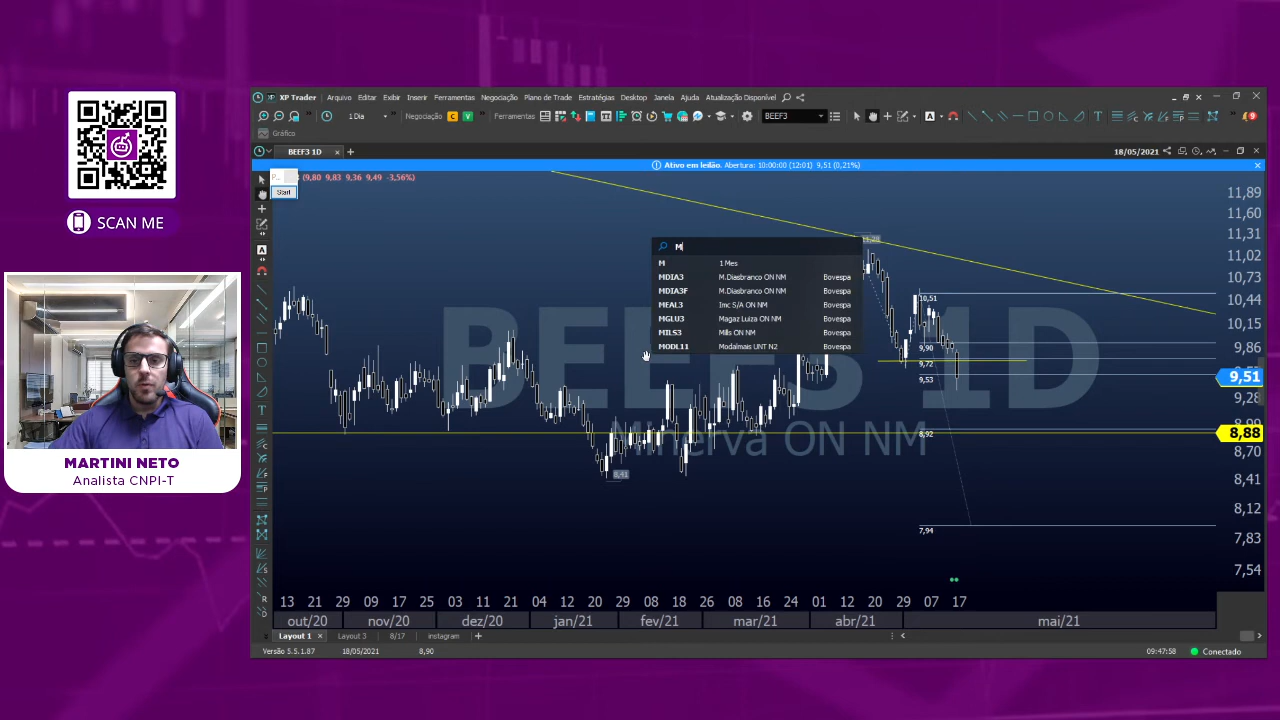 SCAN ME
MARTINI NETO
Analista CNPI-T
XP Trader Arquivo Editar Exibir Inserir Ferramentas Negociação Plano de Trade Estratégias Desktop Janela Ajuda Atualização Disponível
1 Dia Negociação C V Ferramentas BEEF3 A T
Gráfico
BEEF3 1D 18/05/2021
Ativo em leilão. Abertura: 10:00:00 (12:01) 9,51 (0,21%)
(9,80 9,83 9,36 9,49 -3,56%)
Start
M
M 1 Mes
MDIA3 M.Diasbranco ON NM Bovespa
MDIA3F M.Diasbranco ON NM Bovespa
MEAL3 Imc S/A ON NM Bovespa
MGLU3 Magaz Luiza ON NM Bovespa
MILS3 Mills ON NM Bovespa
MODL11 Modalmais UNT N2 Bovespa
BEEF3 1D
Minerva ON NM
10,51
9,90
9,72
9,53
8,92
7,94
8,41
11,89
11,60
11,31
11,02
10,73
10,44
10,15
9,86
9,51
9,28
8,88
8,70
8,41
8,12
7,83
7,54
13 21 29 09 17 25 03 11 21 04 12 20 29 08 18 26 08 16 24 01 12 20 29 07 17
out/20 nov/20 dez/20 jan/21 fev/21 mar/21 abr/21 mai/21
Layout 1 Layout 3 8/17 instagram
Versão 5.5.1.87 18/05/2021 8,90 09:47:58 Conectado